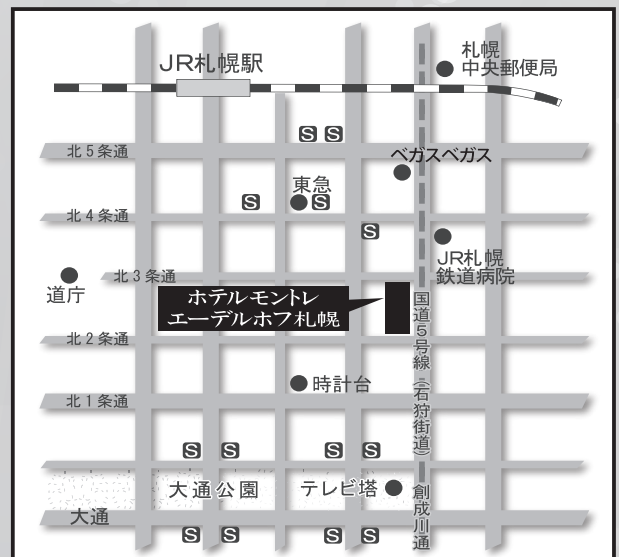 札幌
中央郵便局
JR札幌駅
S S
北5条通
ベガスベガス
東急
S S
北4条通
S
JR札幌
鉄道病院
北3条通
道庁
ホテルモントレ
エーデルホフ札幌
国道5号線(石狩街道)
北2条通
時計台
北1条通
S S S S
大通公園
テレビ塔
創成川通
大通
S S S S